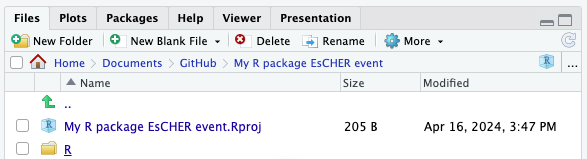 Files Plots Packages Help Viewer Presentation
New Folder New Blank File Delete Rename More
Home Documents GitHub My R package EsCHER event R ...
Name Size Modified
..
R My R package EsCHER event.Rproj 205 B Apr 16, 2024, 3:47 PM
R